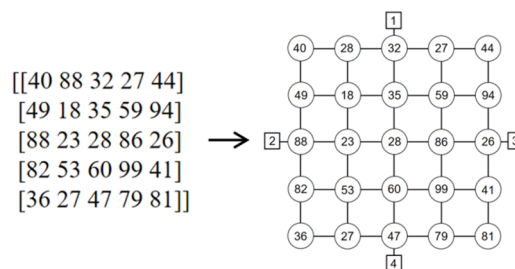 [[40 88 32 27 44]
[49 18 35 59 94]
[88 23 28 86 26]
[82 53 60 99 41]
[36 27 47 79 81]]
1
40 28 32 27 44
49 18 35 59 94
2 88 23 28 86 26 3
82 53 60 99 41
36 27 47 79 81
4